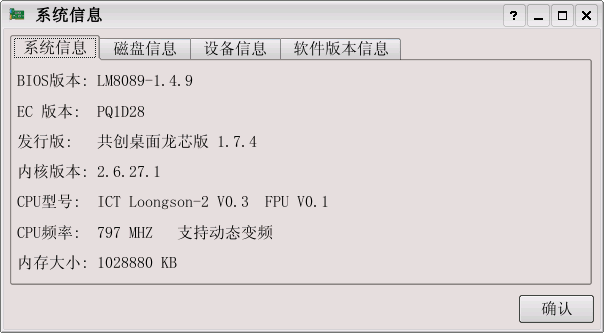 系统信息
系统信息 磁盘信息 设备信息 软件版本信息
BIOS版本: LM8089-1.4.9
EC 版本: PQ1D28
发行版: 共创桌面龙芯版 1.7.4
内核版本: 2.6.27.1
CPU型号: ICT Loongson-2 V0.3 FPU V0.1
CPU频率: 797 MHZ 支持动态变频
内存大小: 1028880 KB
确认